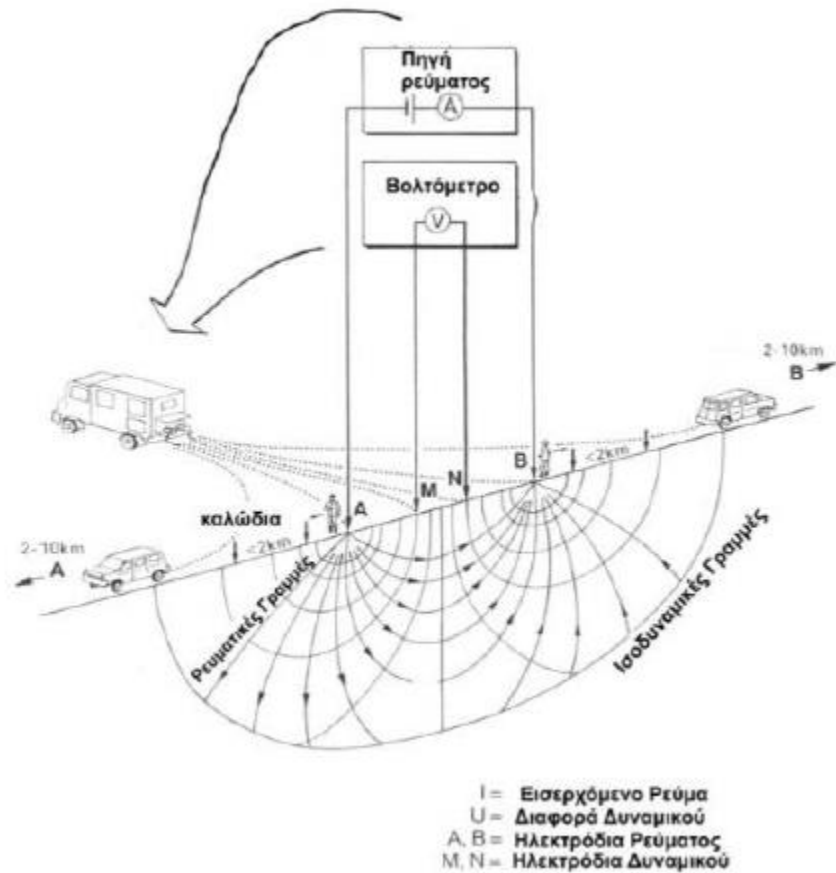 Πηγή
ρεύματος
A
Βολτόμετρο
V
2-10km
B
B
<2km
N
M
A
καλώδια
2-10km
A
<2km
Ρευματικές Γραμμές
Ισοδυναμικές Γραμμές
I = Εισερχόμενο Ρεύμα
U = Διαφορά Δυναμικού
A, B = Ηλεκτρόδια Ρεύματος
M, N = Ηλεκτρόδια Δυναμικού